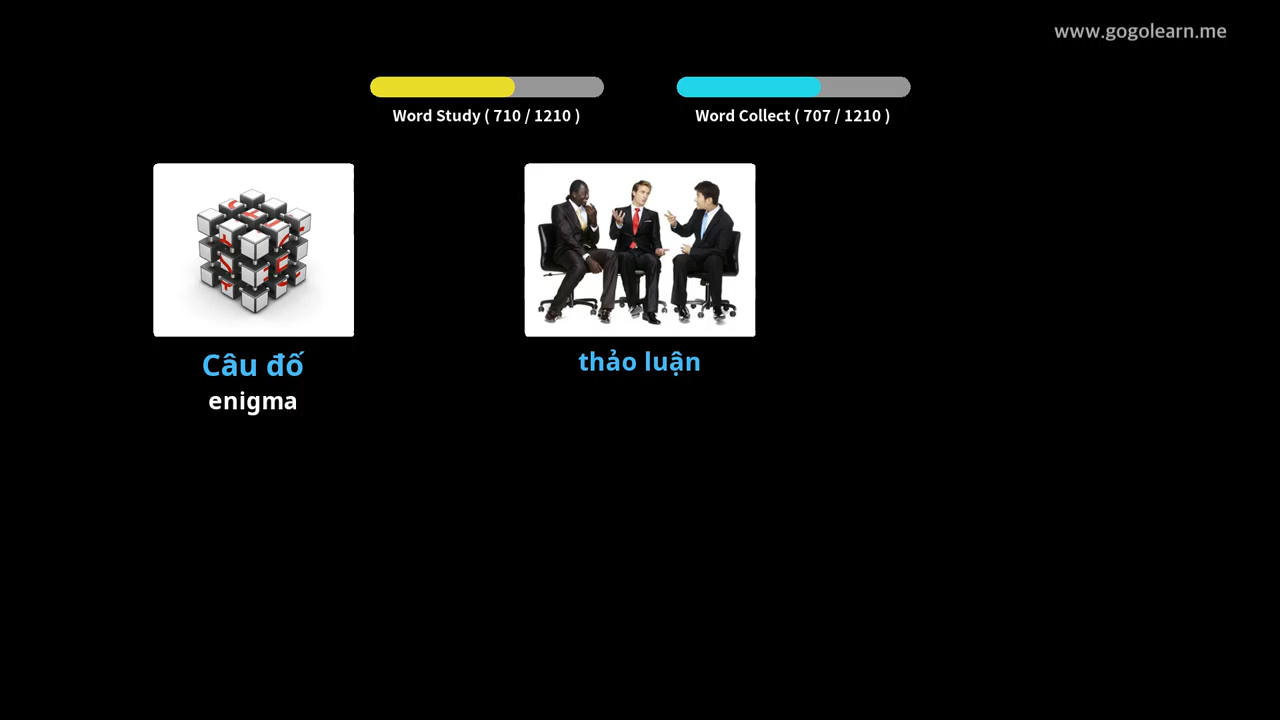 www.gogolearn.me
Word Study ( 710 / 1210 )
Word Collect ( 707 / 1210 )
Câu đố
enigma
thảo luận